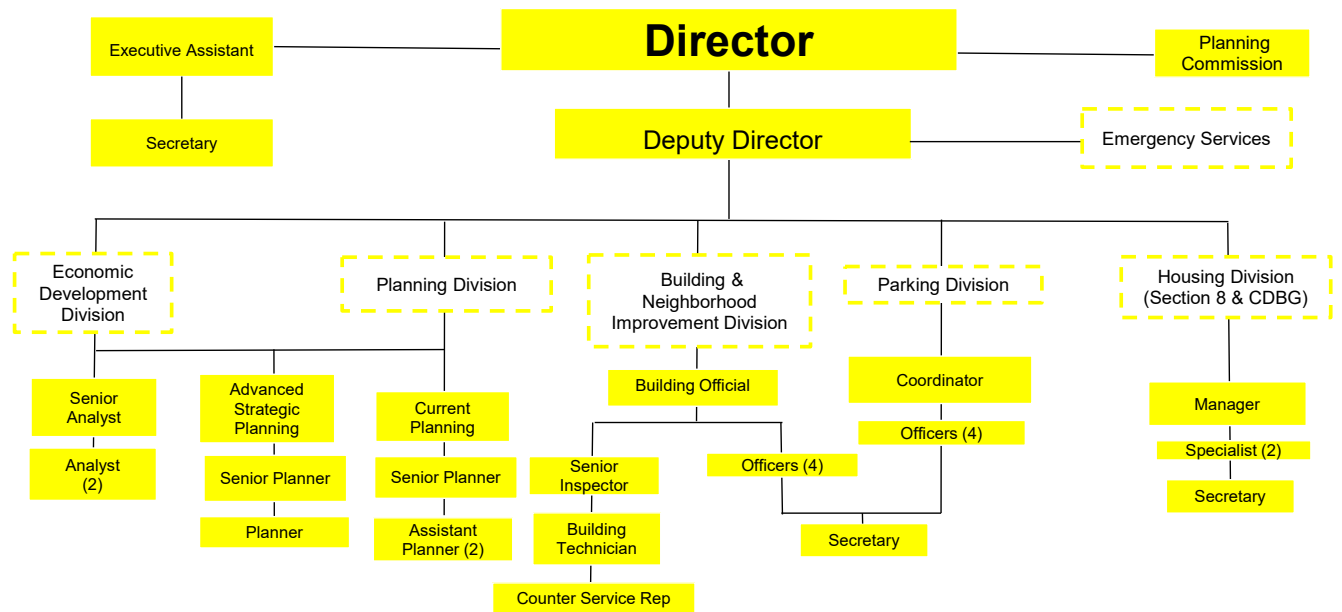 Director
Executive Assistant
Planning
Commission
Secretary
Deputy Director
Emergency Services
Economic
Development
Division
Planning Division
Building &
Neighborhood
Improvement Division
Parking Division
Housing Division
(Section 8 & CDBG)
Senior
Analyst
Advanced
Strategic
Planning
Current
Planning
Building Official
Coordinator
Manager
Analyst
(2)
Senior Planner
Senior Planner
Senior
Inspector
Officers (4)
Officers (4)
Specialist (2)
Secretary
Planner
Assistant
Planner (2)
Building
Technician
Secretary
Counter Service Rep